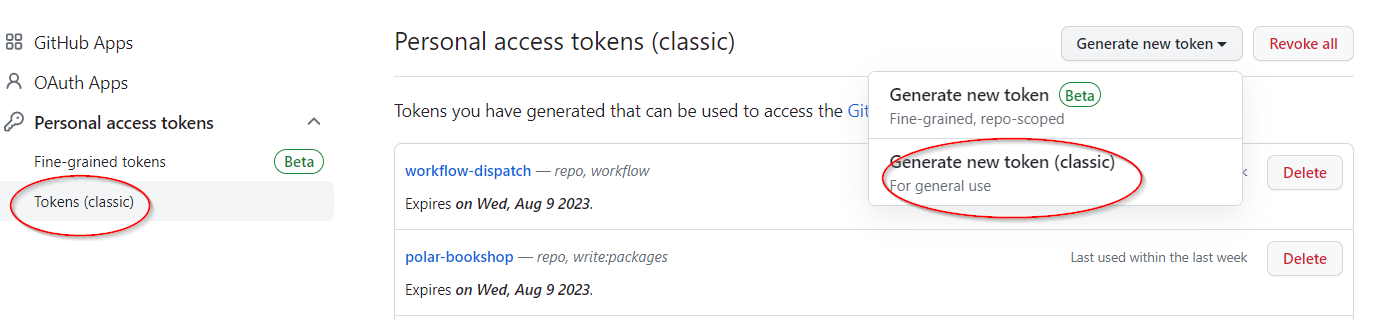 GitHub Apps
OAuth Apps
Personal access tokens
Fine-grained tokens Beta
Tokens (classic)
Personal access tokens (classic)
Generate new token
Revoke all
Generate new token Beta
Fine-grained, repo-scoped
Generate new token (classic)
For general use
Tokens you have generated that can be used to access the
workflow-dispatch — repo, workflow
Delete
Expires on Wed, Aug 9 2023.
polar-bookshop — repo, write:packages
Last used within the last week
Delete
Expires on Wed, Aug 9 2023.